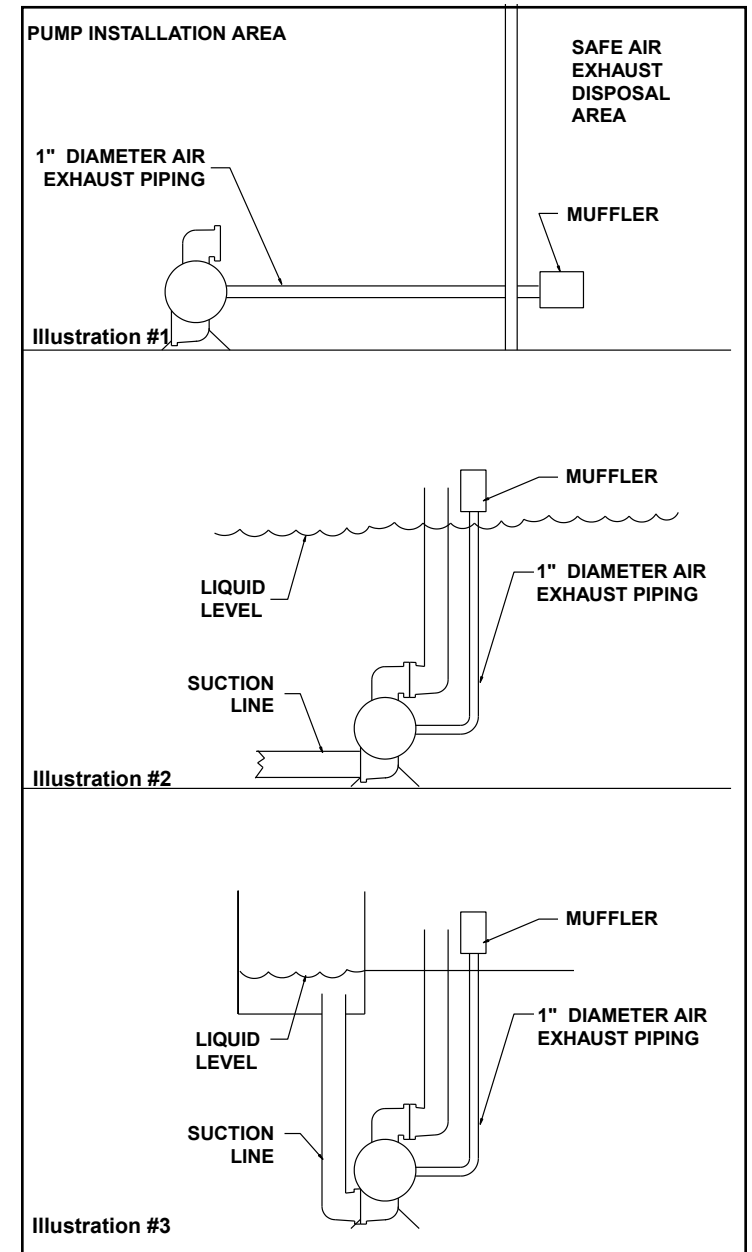 PUMP INSTALLATION AREA
SAFE AIR
EXHAUST
DISPOSAL
AREA
1" DIAMETER AIR
EXHAUST PIPING
MUFFLER
Illustration #1
MUFFLER
LIQUID
LEVEL
1" DIAMETER AIR
EXHAUST PIPING
SUCTION
LINE
Illustration #2
MUFFLER
LIQUID
LEVEL
1" DIAMETER AIR
EXHAUST PIPING
SUCTION
LINE
Illustration #3